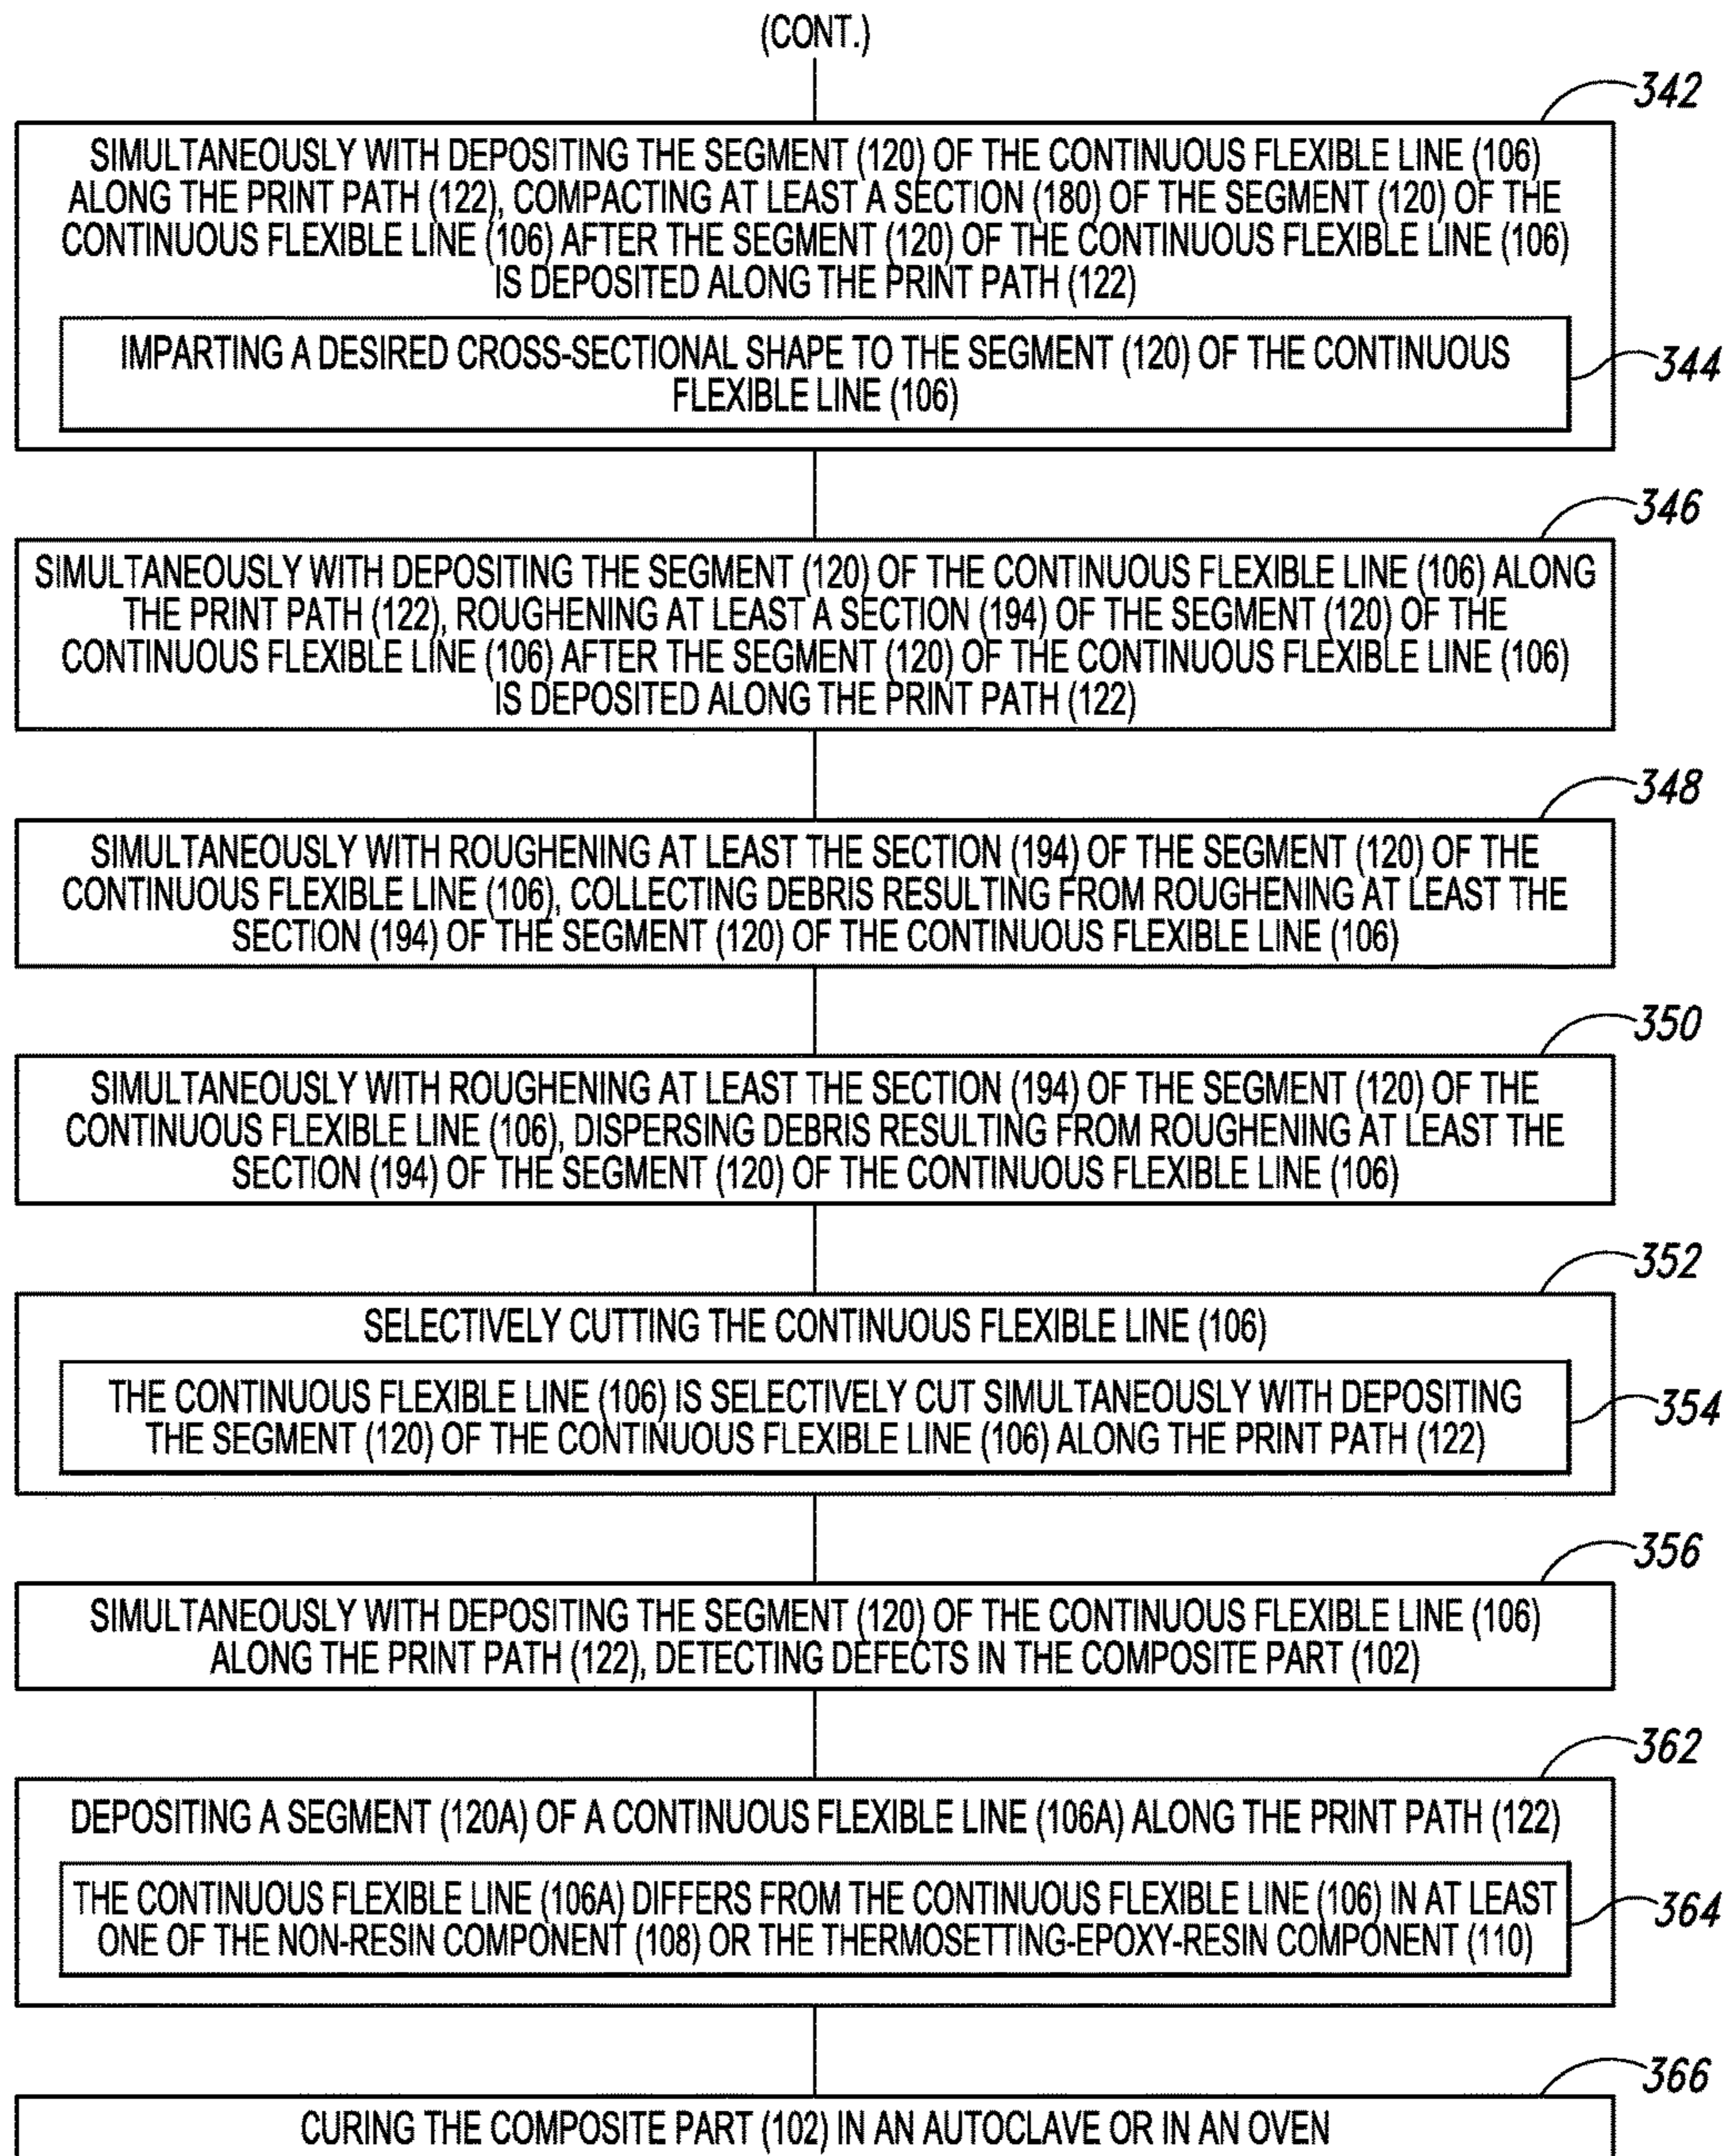 (CONT.)
342
SIMULTANEOUSLY WITH DEPOSITING THE SEGMENT (120) OF THE CONTINUOUS FLEXIBLE LINE (106)
ALONG THE PRINT PATH (122), COMPACTING AT LEAST A SECTION (180) OF THE SEGMENT (120) OF THE
CONTINUOUS FLEXIBLE LINE (106) AFTER THE SEGMENT (120) OF THE CONTINUOUS FLEXIBLE LINE (106)
IS DEPOSITED ALONG THE PRINT PATH (122)
IMPARTING A DESIRED CROSS-SECTIONAL SHAPE TO THE SEGMENT (120) OF THE CONTINUOUS
FLEXIBLE LINE (106)
344
346
SIMULTANEOUSLY WITH DEPOSITING THE SEGMENT (120) OF THE CONTINUOUS FLEXIBLE LINE (106) ALONG
THE PRINT PATH (122), ROUGHENING AT LEAST A SECTION (194) OF THE SEGMENT (120) OF THE
CONTINUOUS FLEXIBLE LINE (106) AFTER THE SEGMENT (120) OF THE CONTINUOUS FLEXIBLE LINE (106)
IS DEPOSITED ALONG THE PRINT PATH (122)
348
SIMULTANEOUSLY WITH ROUGHENING AT LEAST THE SECTION (194) OF THE SEGMENT (120) OF THE
CONTINUOUS FLEXIBLE LINE (106), COLLECTING DEBRIS RESULTING FROM ROUGHENING AT LEAST THE
SECTION (194) OF THE SEGMENT (120) OF THE CONTINUOUS FLEXIBLE LINE (106)
350
SIMULTANEOUSLY WITH ROUGHENING AT LEAST THE SECTION (194) OF THE SEGMENT (120) OF THE
CONTINUOUS FLEXIBLE LINE (106), DISPERSING DEBRIS RESULTING FROM ROUGHENING AT LEAST THE
SECTION (194) OF THE SEGMENT (120) OF THE CONTINUOUS FLEXIBLE LINE (106)
352
SELECTIVELY CUTTING THE CONTINUOUS FLEXIBLE LINE (106)
THE CONTINUOUS FLEXIBLE LINE (106) IS SELECTIVELY CUT SIMULTANEOUSLY WITH DEPOSITING
THE SEGMENT (120) OF THE CONTINUOUS FLEXIBLE LINE (106) ALONG THE PRINT PATH (122)
354
356
SIMULTANEOUSLY WITH DEPOSITING THE SEGMENT (120) OF THE CONTINUOUS FLEXIBLE LINE (106)
ALONG THE PRINT PATH (122), DETECTING DEFECTS IN THE COMPOSITE PART (102)
362
DEPOSITING A SEGMENT (120A) OF A CONTINUOUS FLEXIBLE LINE (106A) ALONG THE PRINT PATH (122)
THE CONTINUOUS FLEXIBLE LINE (106A) DIFFERS FROM THE CONTINUOUS FLEXIBLE LINE (106) IN AT LEAST
ONE OF THE NON-RESIN COMPONENT (108) OR THE THERMOSETTING-EPOXY-RESIN COMPONENT (110)
364
366
CURING THE COMPOSITE PART (102) IN AN AUTOCLAVE OR IN AN OVEN